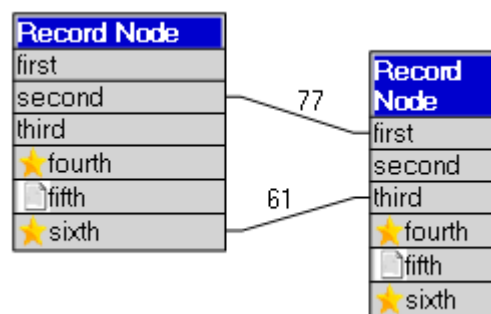 Record Node
first
second
third
fourth
fifth
sixth
77
61
Record
Node
first
second
third
fourth
fifth
sixth